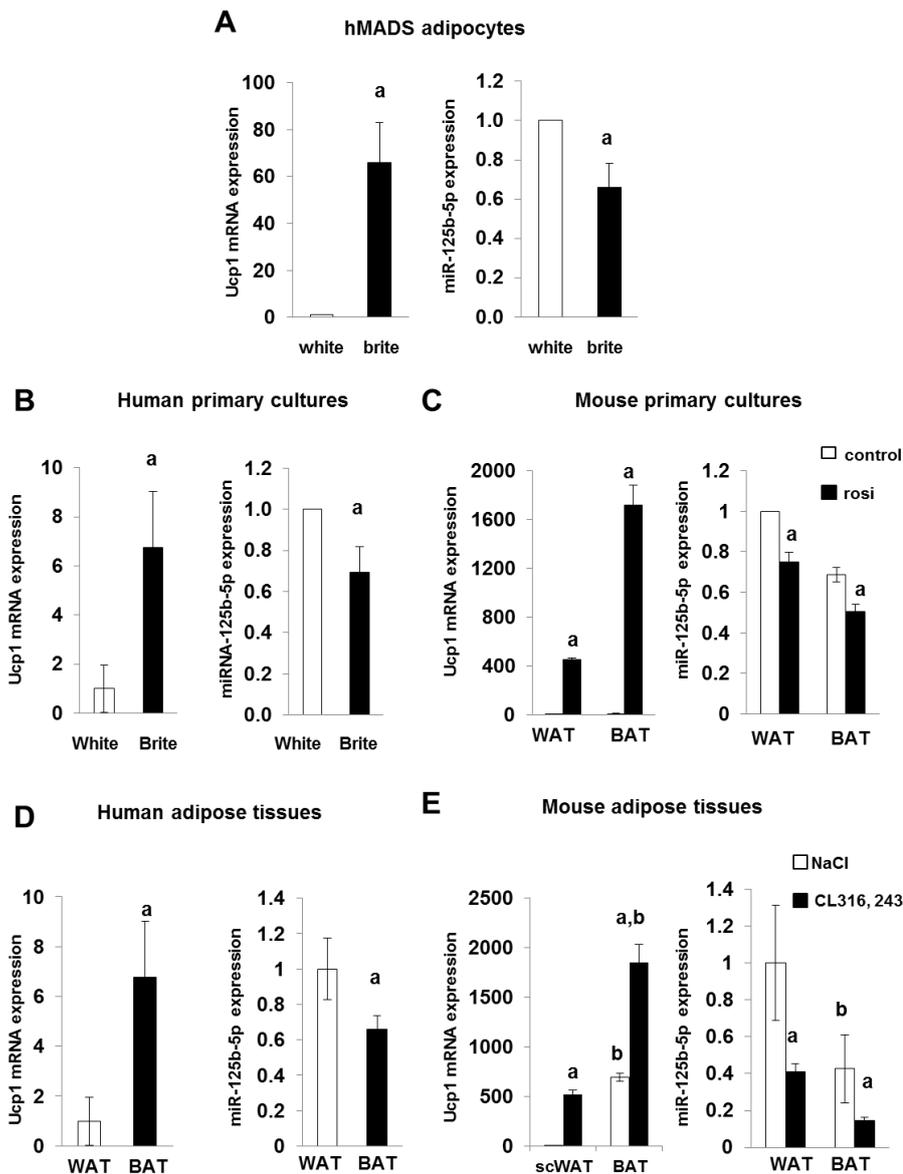 A
hMADS adipocytes
Ucp1 mRNA expression
100
80
60
40
20
0
a
white brite
miR-125b-5p expression
1.2
1.0
0.8
0.6
0.4
0.2
0.0
a
white brite
B
Human primary cultures
Ucp1 mRNA expression
10
8
6
4
2
0
a
White Brite
miRNA-125b-5p expression
1.2
1.0
0.8
0.6
0.4
0.2
0.0
a
White Brite
C
Mouse primary cultures
control
rosi
Ucp1 mRNA expression
2000
1600
1200
800
400
0
a
a
WAT BAT
miR-125b-5p expression
1.2
1
0.8
0.6
0.4
0.2
0
a
a
WAT BAT
D
Human adipose tissues
Ucp1 mRNA expression
10
8
6
4
2
0
a
WAT BAT
miR-125b-5p expression
1.4
1.2
1
0.8
0.6
0.4
0.2
0
a
WAT BAT
E
Mouse adipose tissues
NaCl
CL316, 243
Ucp1 mRNA expression
2500
2000
1500
1000
500
0
a
b
a,b
scWAT BAT
miR-125b-5p expression
1.4
1.2
1
0.8
0.6
0.4
0.2
0
a
b
a
WAT BAT